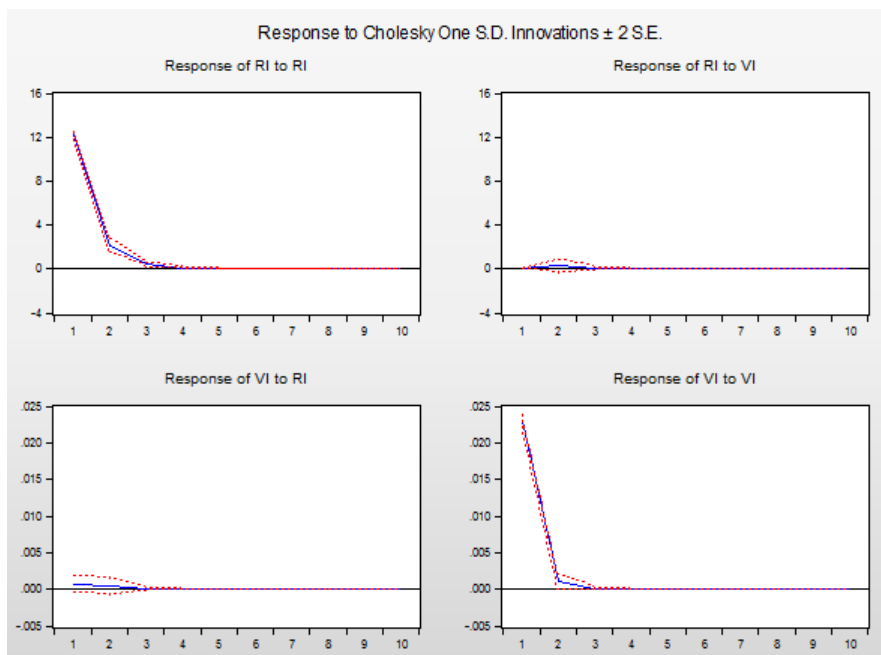 Response to Cholesky One S.D. Innovations ± 2 S.E.
Response of RI to RI
16
12
8
4
0
-4
1 2 3 4 5 6 7 8 9 10
Response of RI to VI
16
12
8
4
0
-4
1 2 3 4 5 6 7 8 9 10
Response of VI to RI
.025
.020
.015
.010
.005
.000
-.005
1 2 3 4 5 6 7 8 9 10
Response of VI to VI
.025
.020
.015
.010
.005
.000
-.005
1 2 3 4 5 6 7 8 9 10